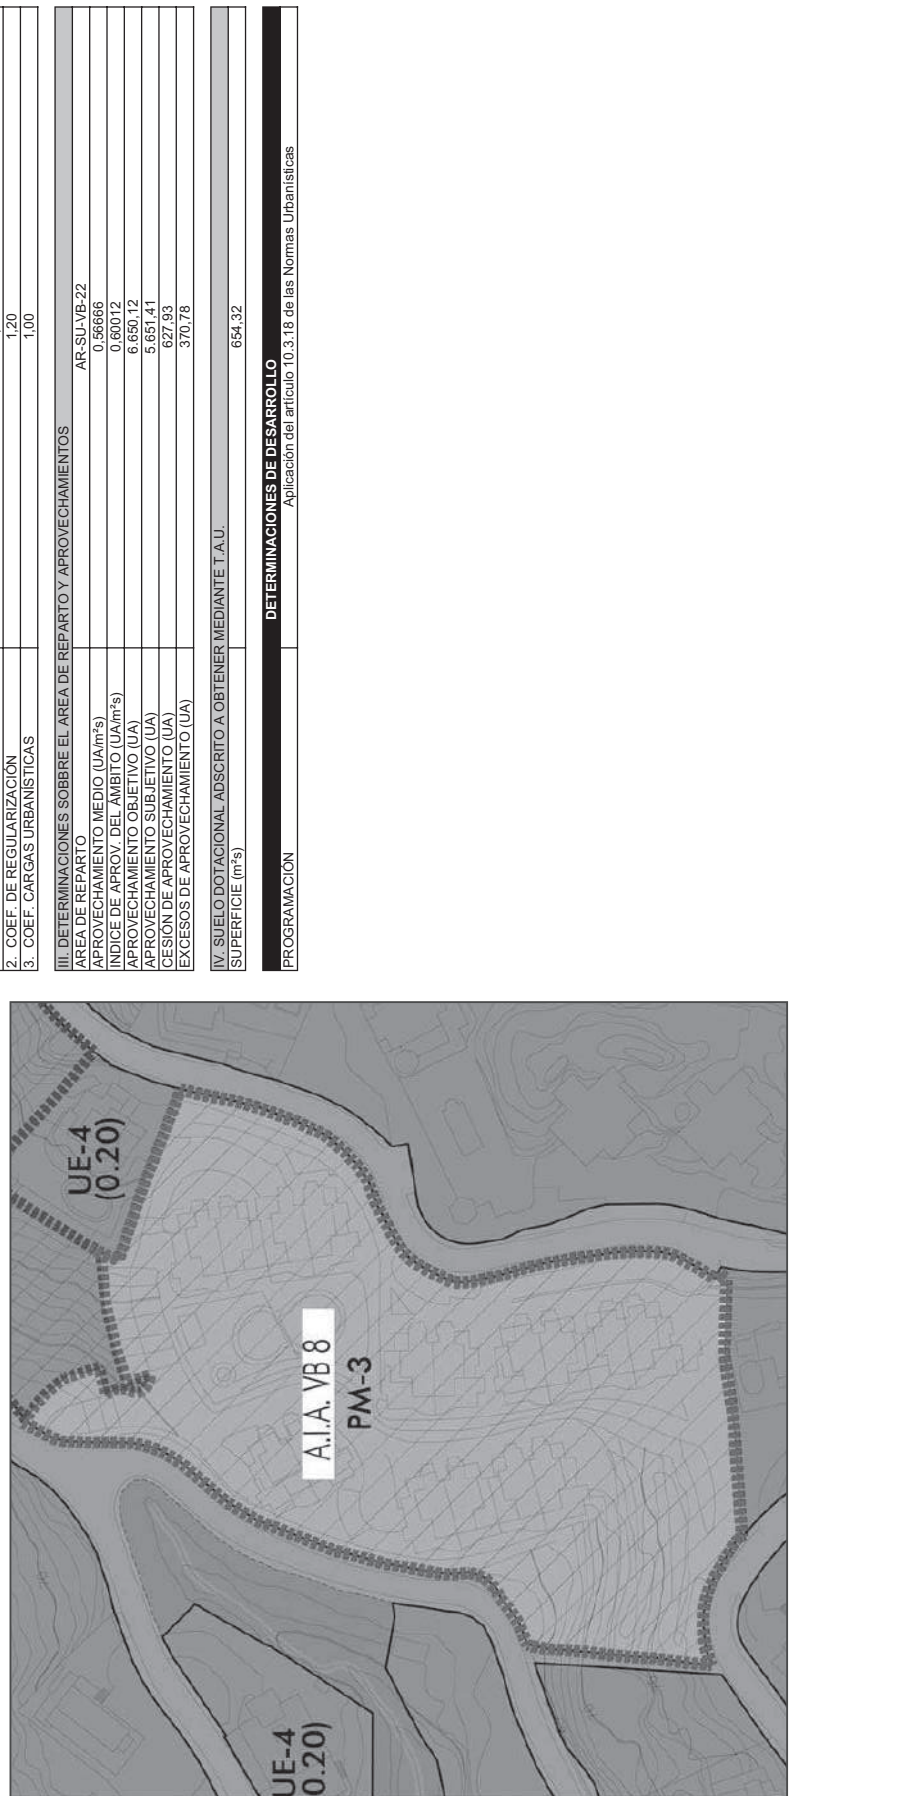 2. COEF. DE REGULARIZACIÓN 1,20
3. COEF. CARGAS URBANÍSTICAS 1,00
III. DETERMINACIONES SOBBRE EL AREA DE REPARTO Y APROVECHAMIENTOS
AREA DE REPARTO AR-SU-VB-22
APROVECHAMIENTO MEDIO (UA/m²s) 0,56666
INDICE DE APROV. DEL ÁMBITO (UA/m²s) 0,60012
APROVECHAMIENTO OBJETIVO (UA) 6.650,12
APROVECHAMIENTO SUBJETIVO (UA) 5.651,41
CESIÓN DE APROVECHAMIENTO (UA) 627,93
EXCESOS DE APROVECHAMIENTO (UA) 370,78
IV. SUELO DOTACIONAL ADSCRITO A OBTENER MEDIANTE T.A.U.
SUPERFICIE (m²s) 654,32
DETERMINACIONES DE DESARROLLO
PROGRAMACIÓN Aplicación del artículo 10.3.18 de las Normas Urbanísticas
UE-4
(0.20)
A.I.A. VB 8
PM-3
UE-4
0.20)